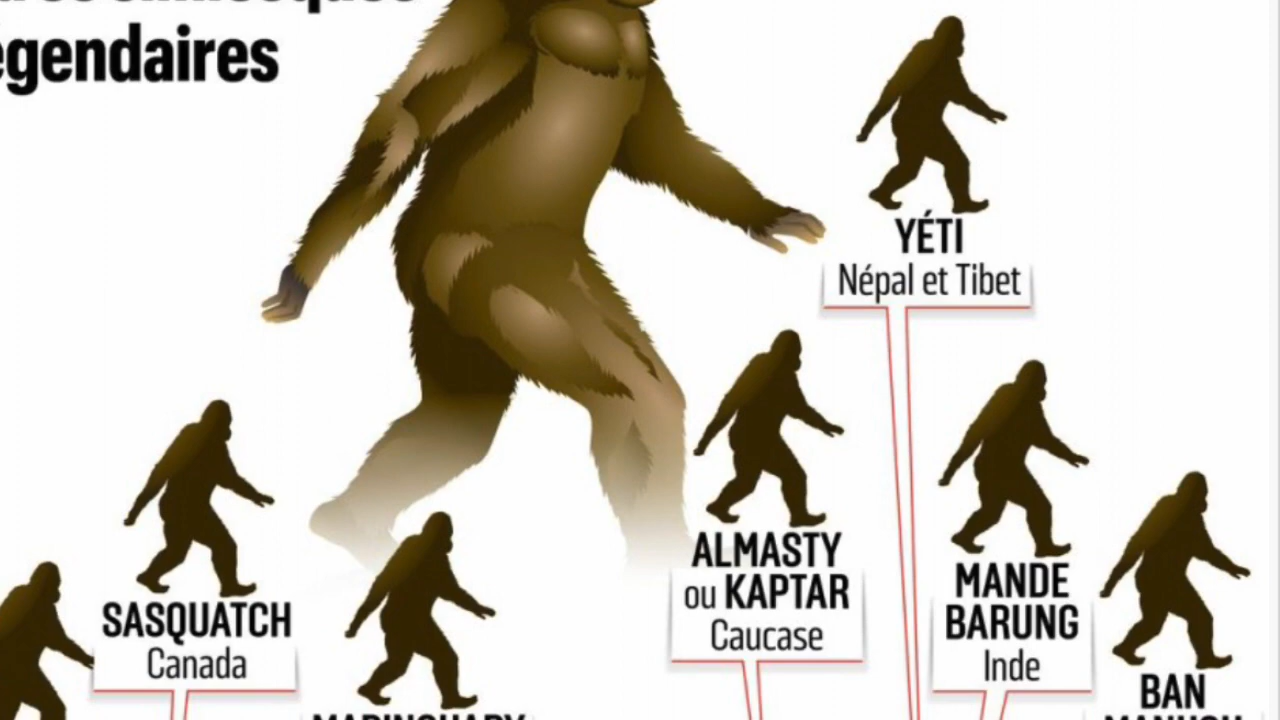 égendaires
YÉTI
Népal et Tibet
ALMASTY
ou KAPTAR
Caucase
MANDE
BARUNG
Inde
SASQUATCH
Canada
BAN